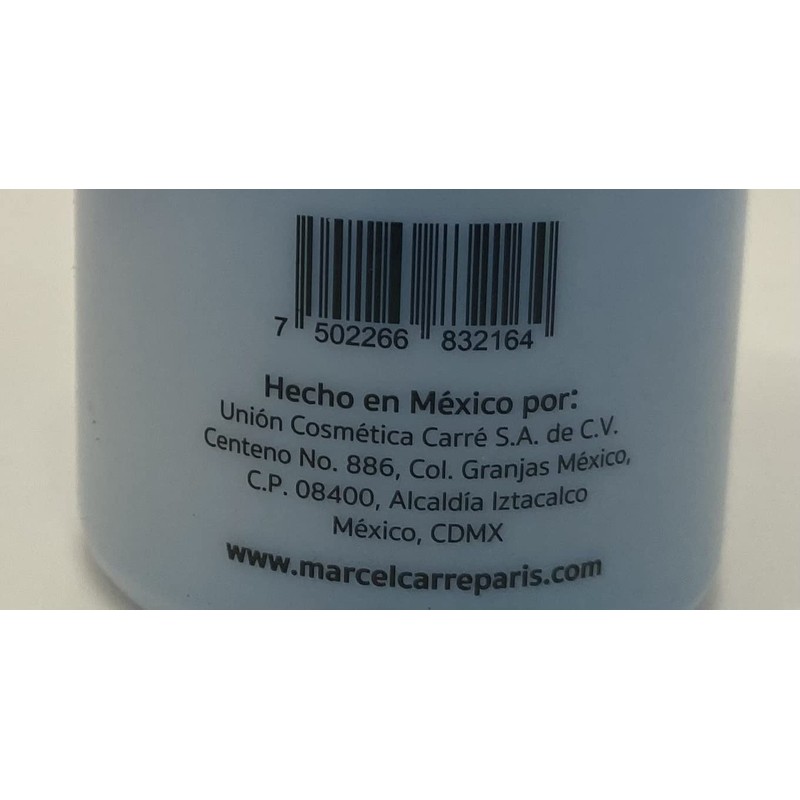 7 502266 832164
Hecho en México por:
Unión Cosmética Carré S.A. de C.V.
Centeno No. 886, Col. Granjas México,
C.P. 08400, Alcaldía Iztacalco
México, CDMX
www.marcelcarreparis.com